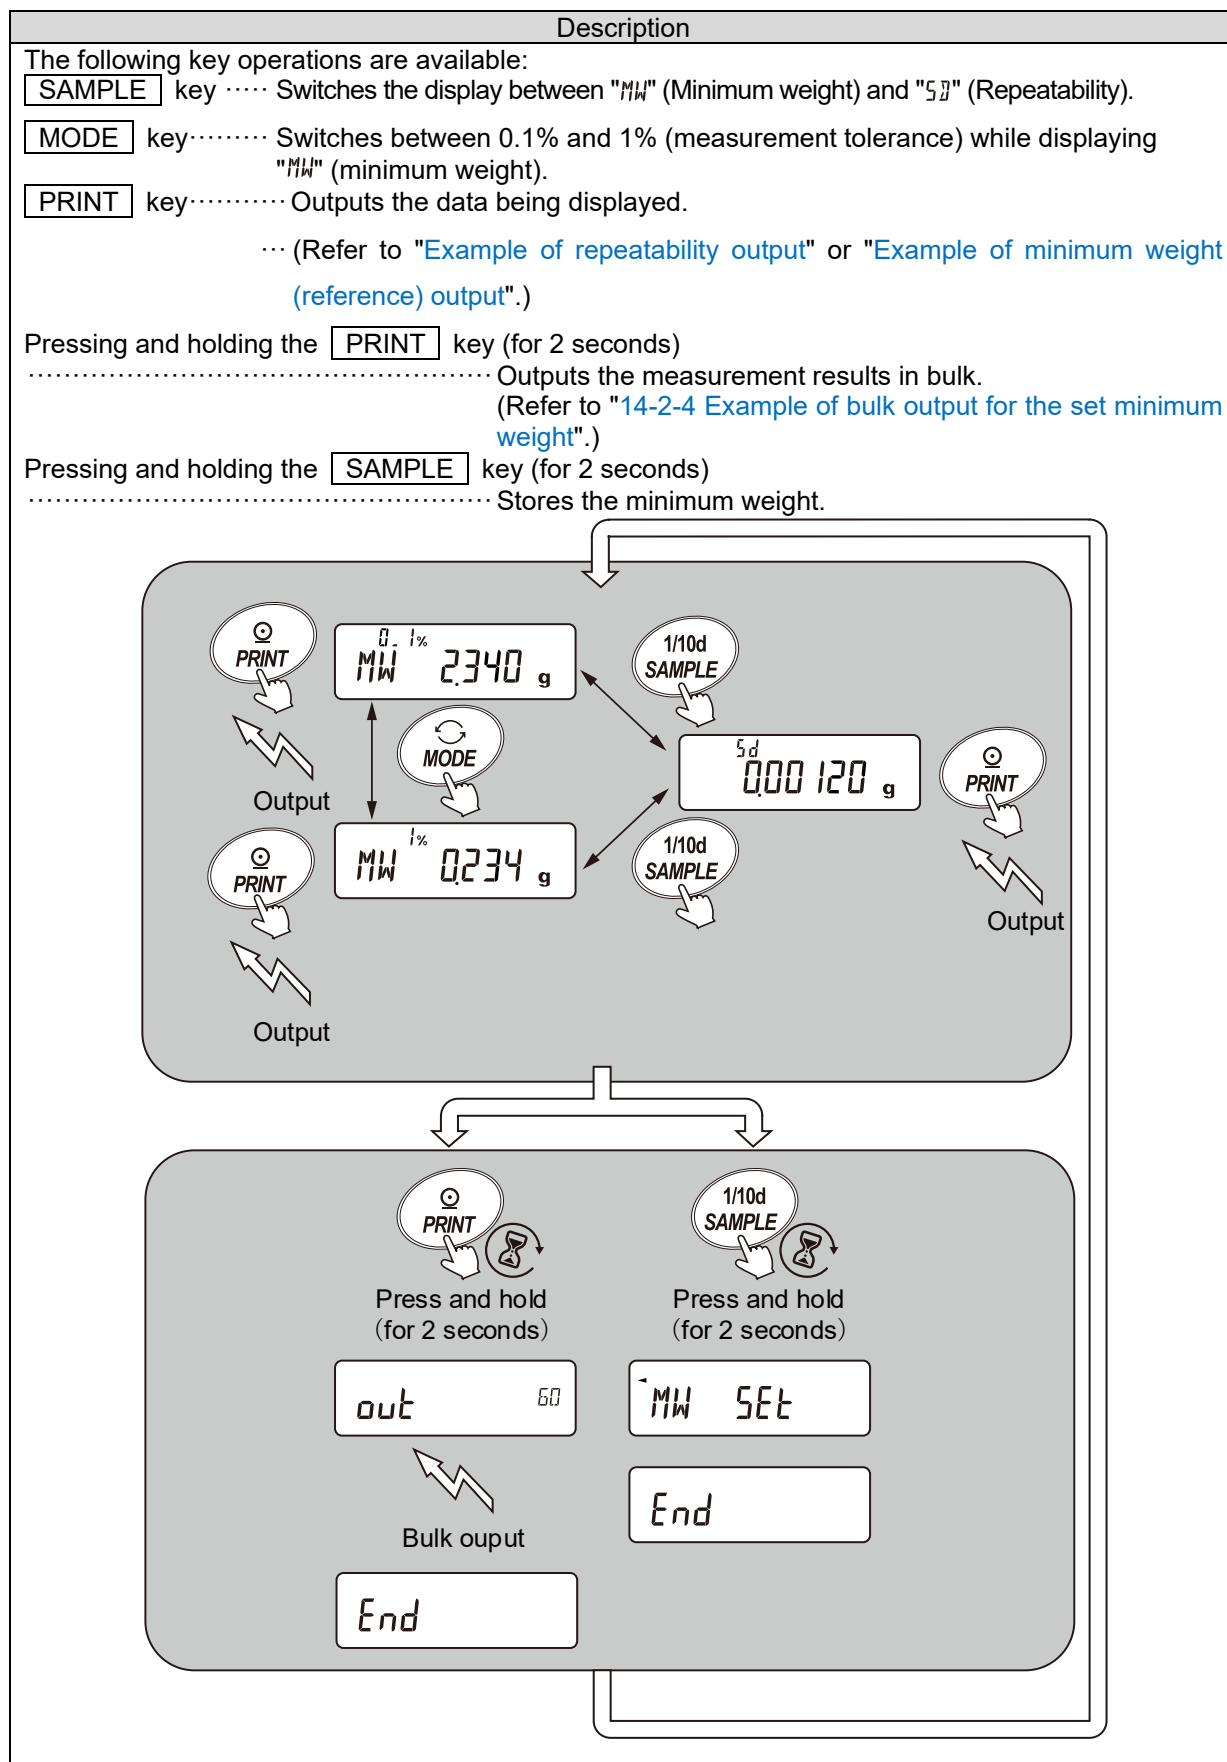 Description
The following key operations are available:
SAMPLE key ····· Switches the display between "MW" (Minimum weight) and "SD" (Repeatability).
MODE key········· Switches between 0.1% and 1% (measurement tolerance) while displaying
"MW" (minimum weight).
PRINT key··········· Outputs the data being displayed.
··· (Refer to "Example of repeatability output" or "Example of minimum weight
(reference) output".)
Pressing and holding the PRINT key (for 2 seconds)
···················································· Outputs the measurement results in bulk.
(Refer to "14-2-4 Example of bulk output for the set minimum
weight".)
Pressing and holding the SAMPLE key (for 2 seconds)
···················································· Stores the minimum weight.
PRINT
0.1%
MW 2.340 g
1/10d
SAMPLE
MODE
Output
Sd
0.00120 g
PRINT
Output
PRINT
1%
MW 0.234 g
1/10d
SAMPLE
Output
PRINT
1/10d
SAMPLE
Press and hold
(for 2 seconds)
Press and hold
(for 2 seconds)
out 60
MW SEt
Bulk ouput
End
End